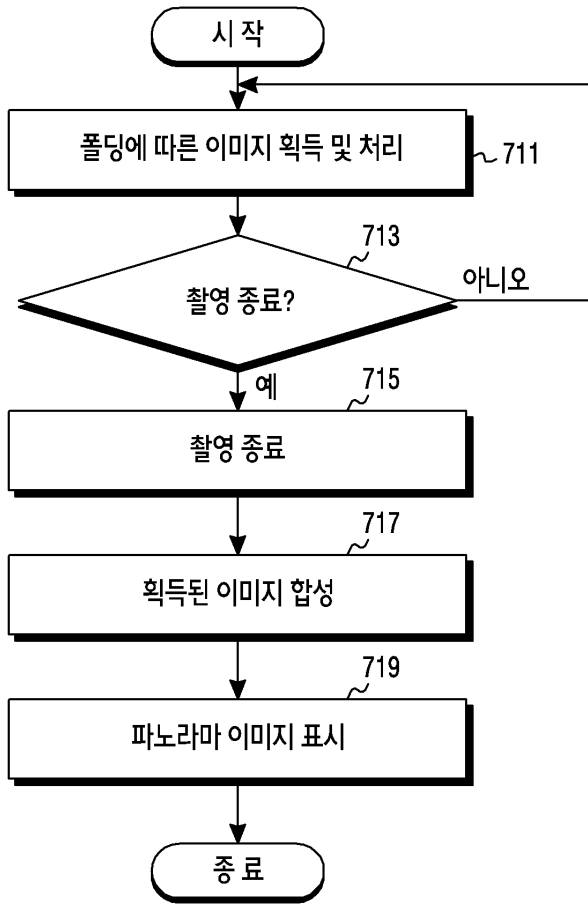 시 작
폴딩에 따른 이미지 획득 및 처리
711
713
촬영 종료?
아니오
예
715
촬영 종료
717
획득된 이미지 합성
719
파노라마 이미지 표시
종 료